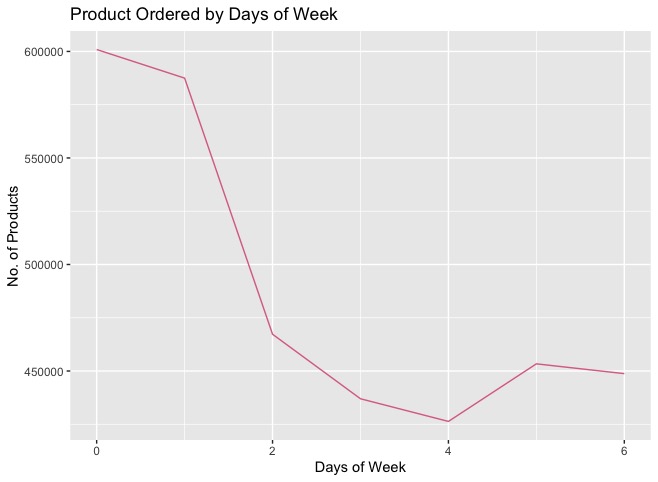 Product Ordered by Days of Week
No. of Products
600000
550000
500000
450000
0 2 4 6
Days of Week